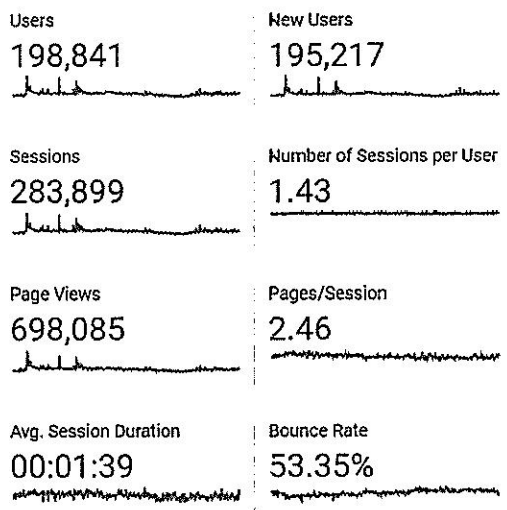 Users
198,841
New Users
195,217
Sessions
283,899
Number of Sessions per User
1.43
Page Views
698,085
Pages/Session
2.46
Avg. Session Duration
00:01:39
Bounce Rate
53.35%